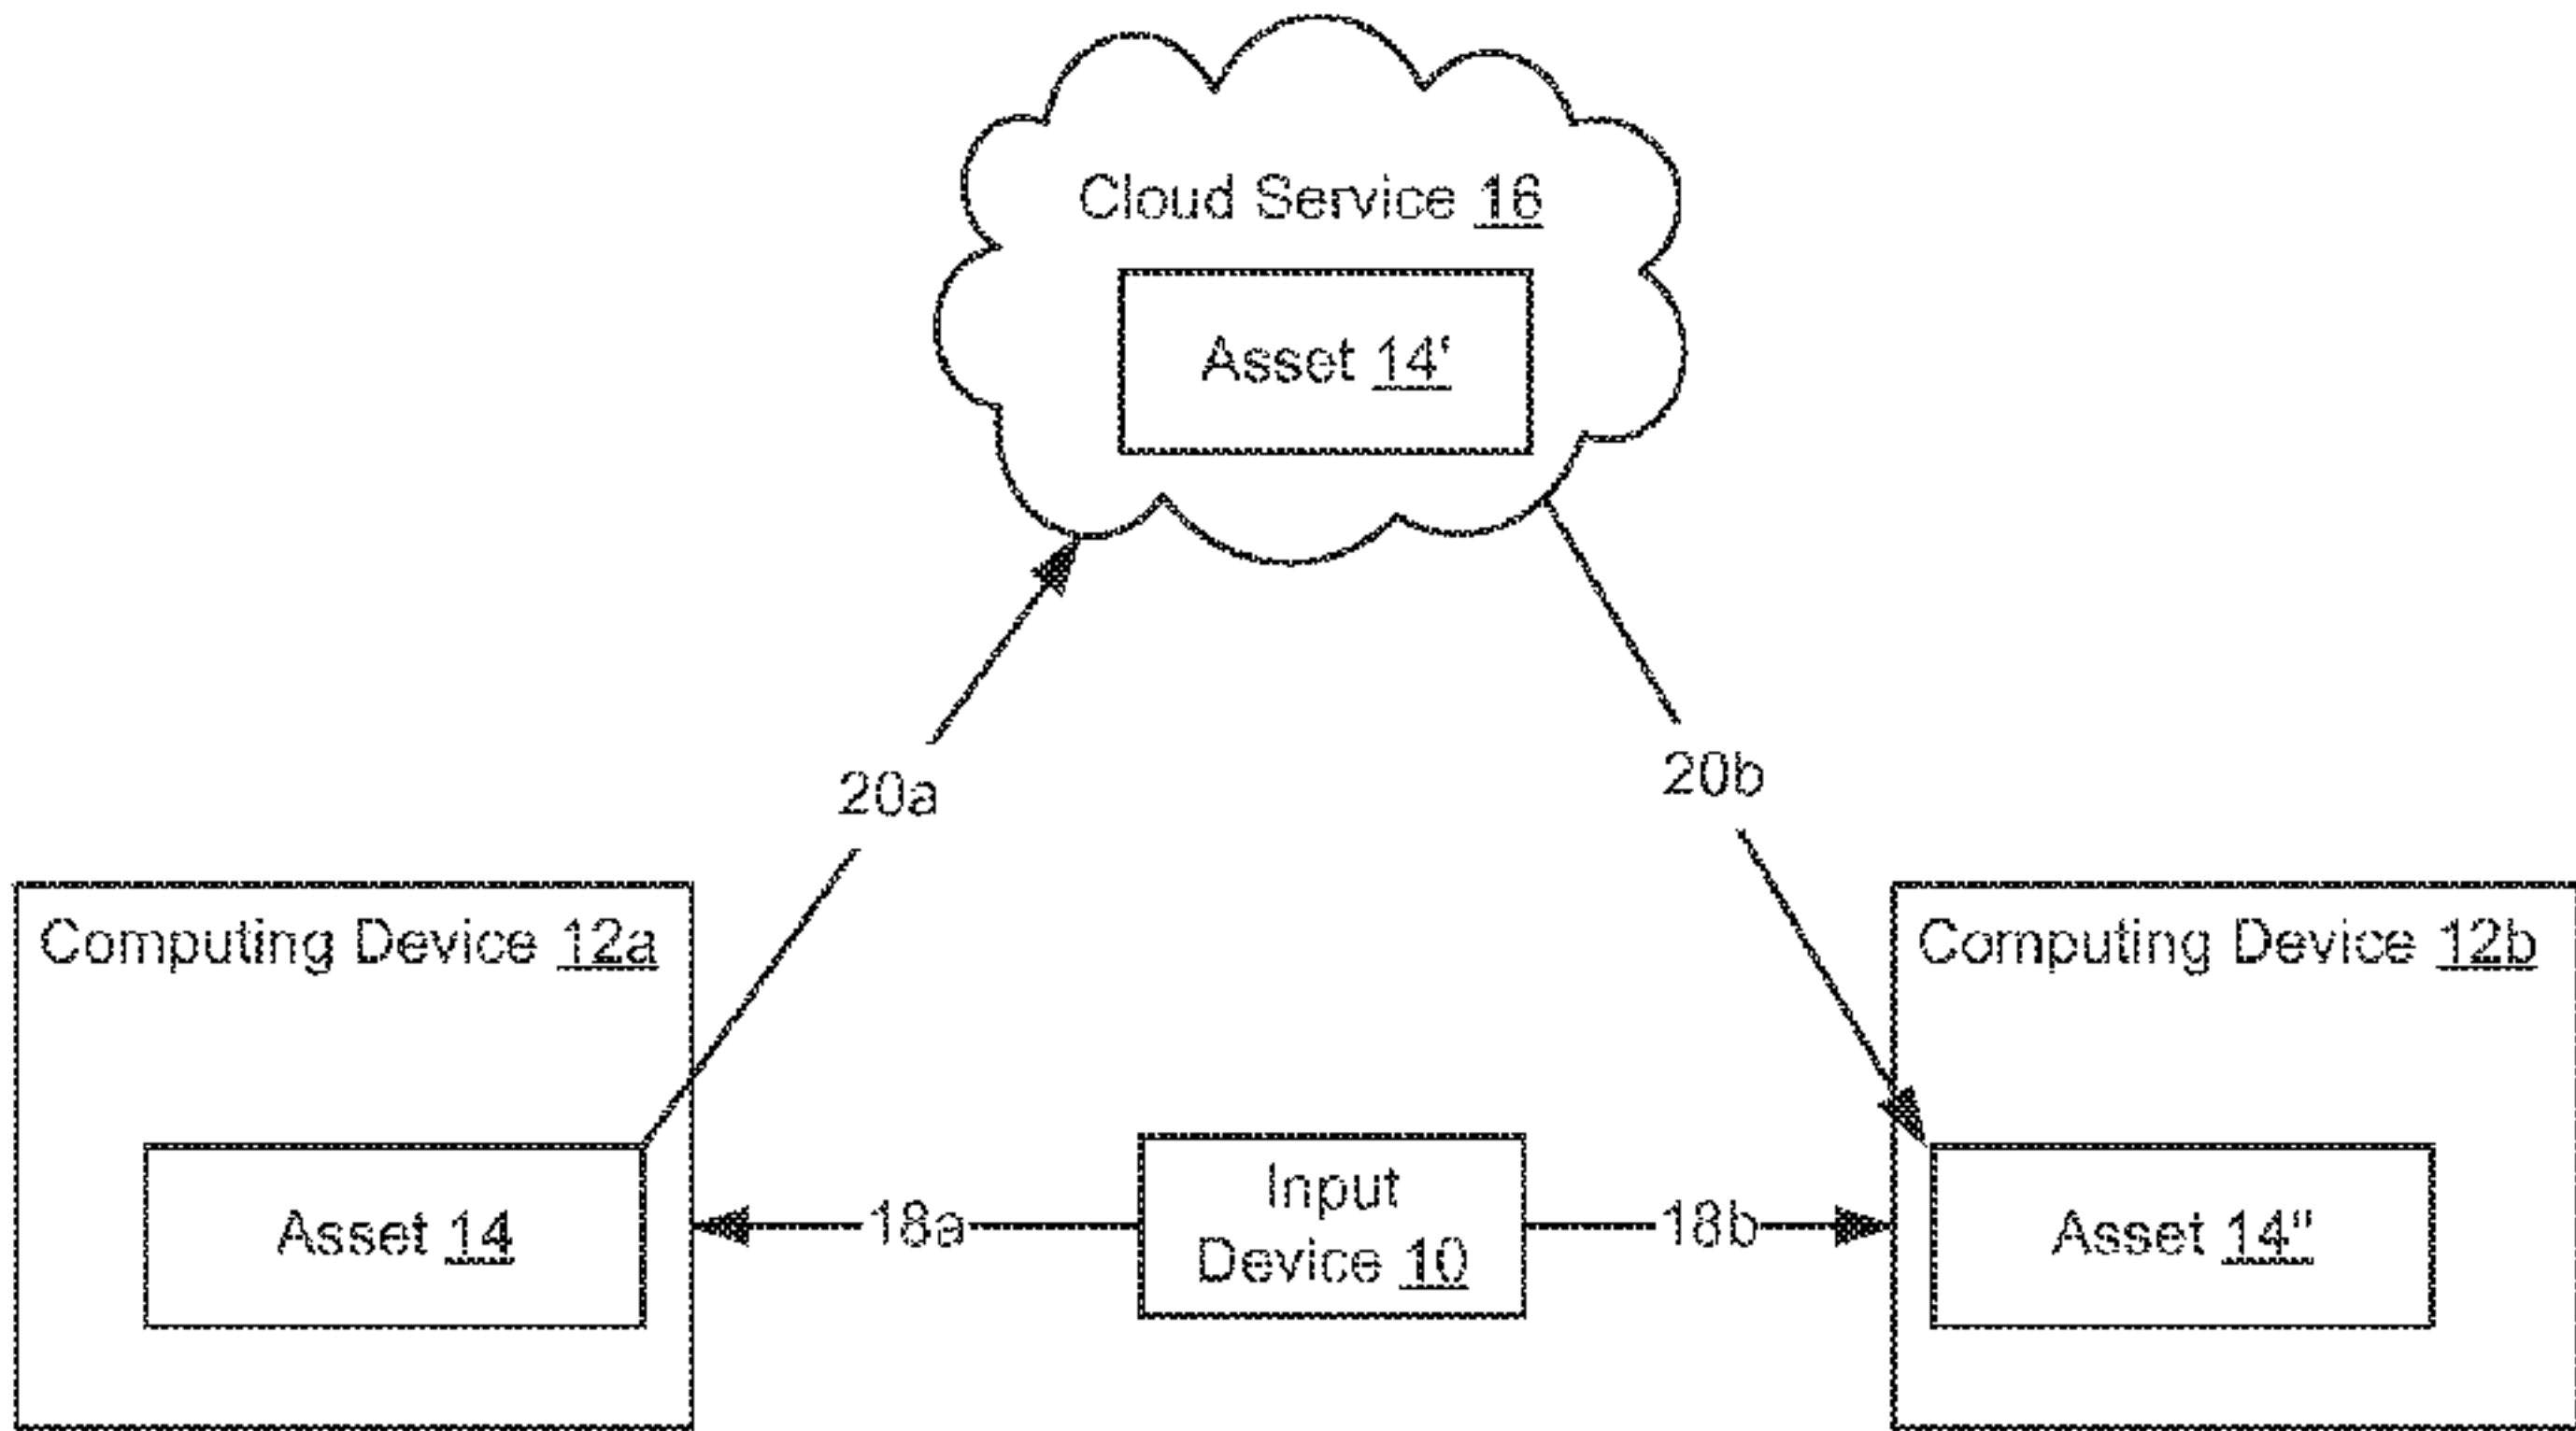 Cloud Service 16
Asset 14'
20a
20b
Computing Device 12a
Computing Device 12b
Asset 14
18a
Input
Device 10
18b
Asset 14"